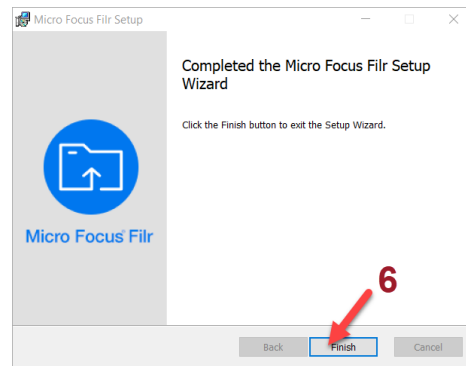 Micro Focus Filr Setup
Completed the Micro Focus Filr Setup
Wizard
Click the Finish button to exit the Setup Wizard.
Micro Focus Filr
6
Back Finish Cancel